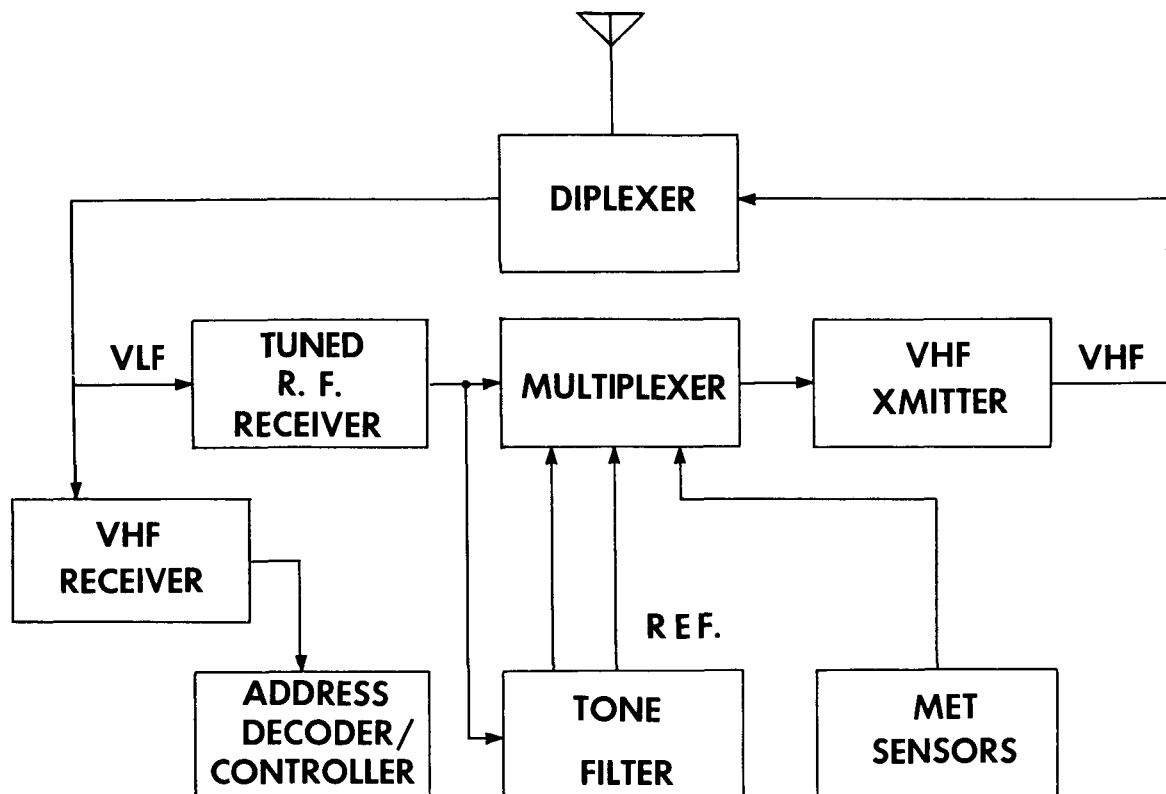 DIPLEXER
VLF
TUNED
R. F.
RECEIVER
MULTIPLEXER
VHF
XMITTER
VHF
VHF
RECEIVER
REF.
ADDRESS
DECODER/
CONTROLLER
TONE
FILTER
MET
SENSORS